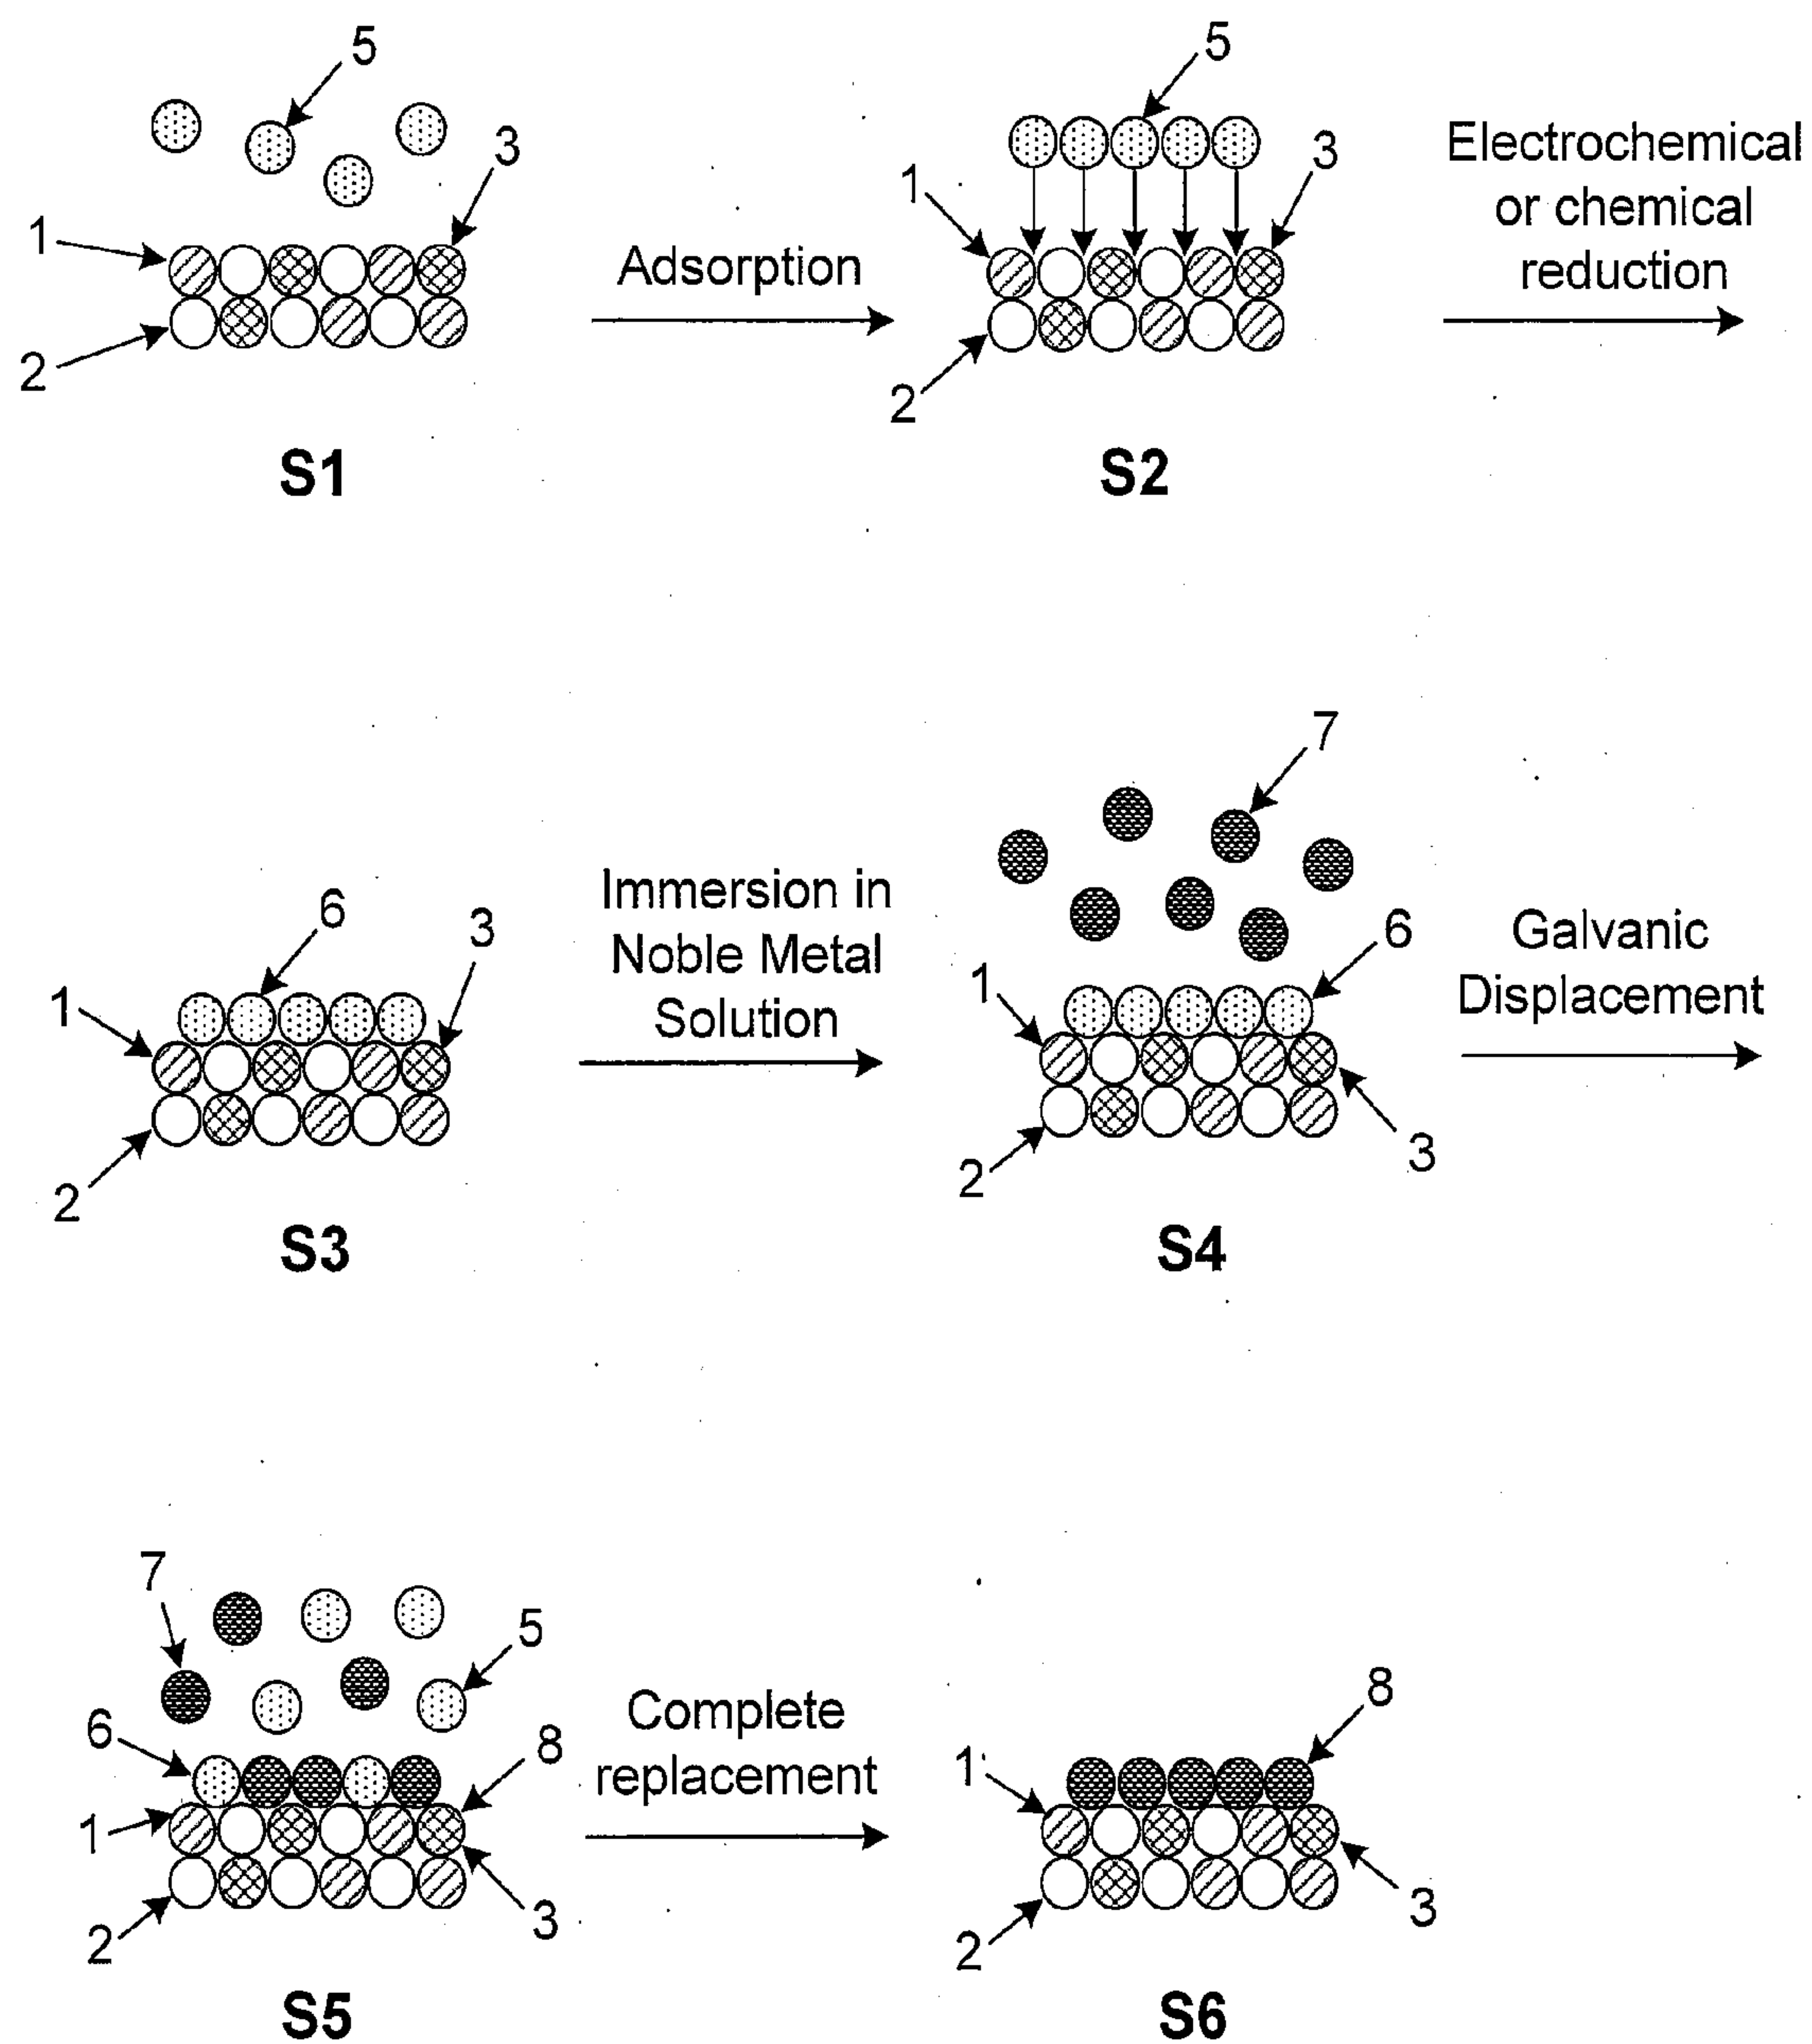 5
3
1
2
S1
Adsorption
5
3
1
2
S2
Electrochemical
or chemical
reduction
6
3
1
2
S3
Immersion in
Noble Metal
Solution
7
6
1
3
2
S4
Galvanic
Displacement
7
5
6
8
1
3
2
S5
Complete
replacement
8
1
3
2
S6